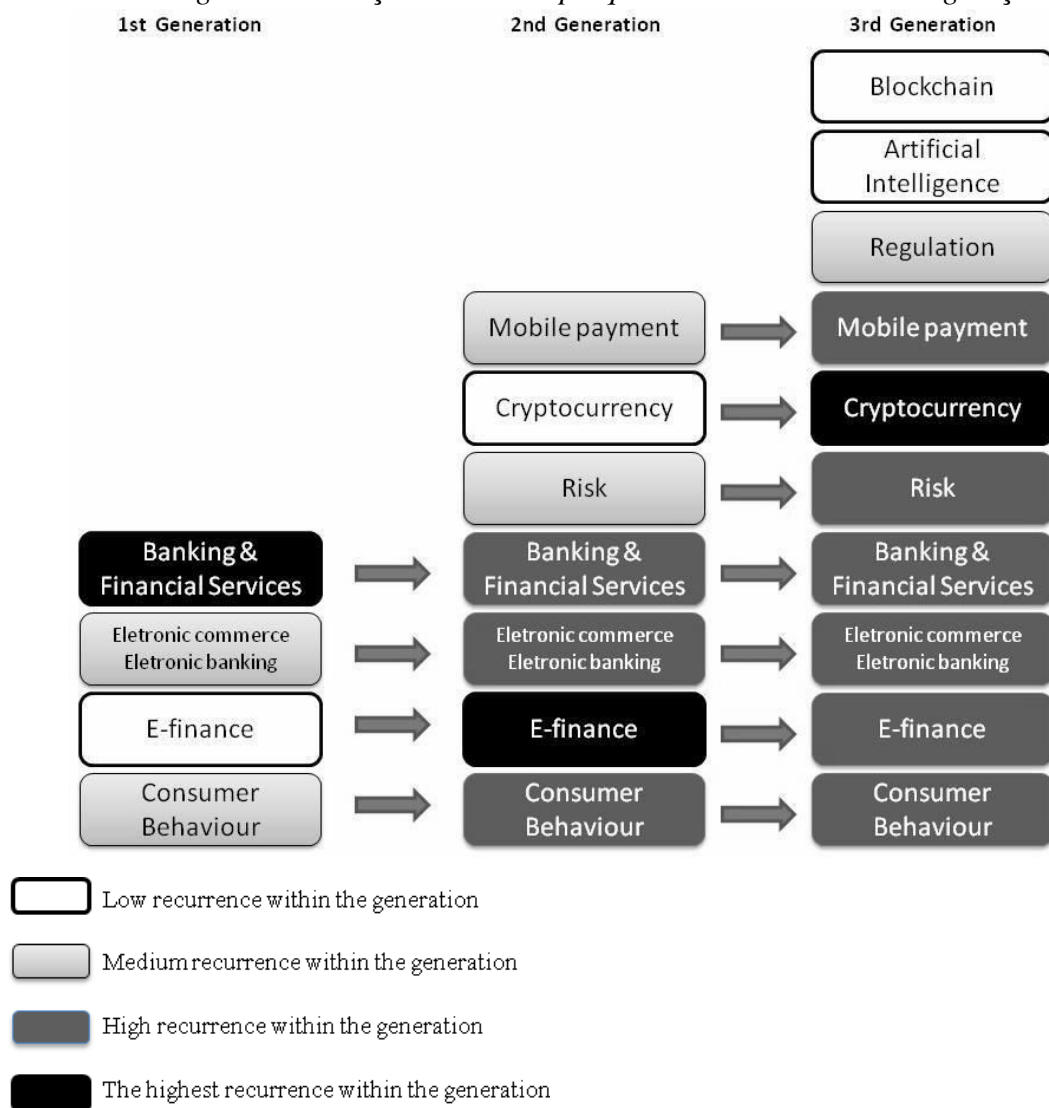 1st Generation
2nd Generation
3rd Generation
Blockchain
Artificial
Intelligence
Regulation
Mobile payment
Mobile payment
Cryptocurrency
Cryptocurrency
Risk
Risk
Banking &
Financial Services
Banking &
Financial Services
Banking &
Financial Services
Eletronic commerce
Eletronic banking
Eletronic commerce
Eletronic banking
Eletronic commerce
Eletronic banking
E-finance
E-finance
E-finance
Consumer
Behaviour
Consumer
Behaviour
Consumer
Behaviour
Low recurrence within the generation
Medium recurrence within the generation
High recurrence within the generation
The highest recurrence within the generation